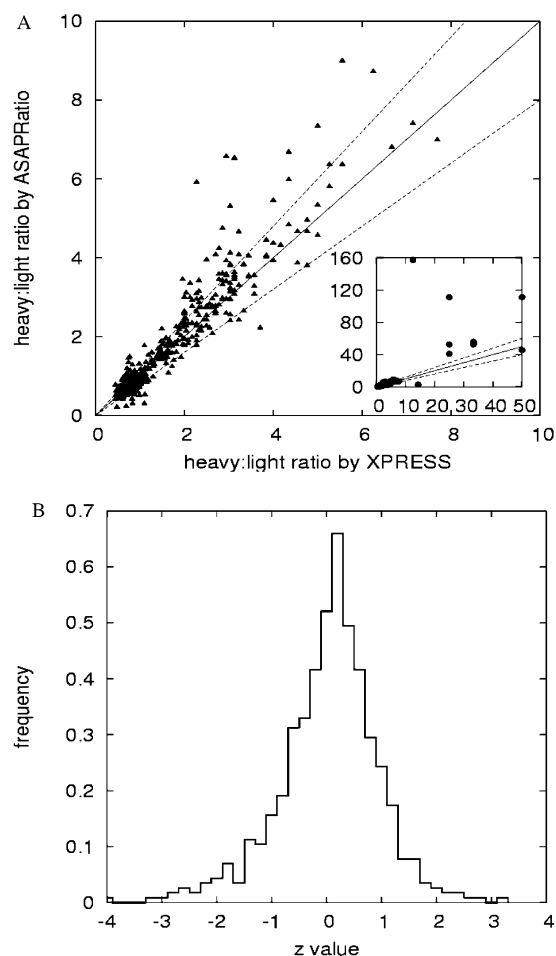 A
10
8
6
4
2
0
heavy:light ratio by ASAPRatio
160
120
80
40
0
0 10 20 30 40 50
0 2 4 6 8 10
heavy:light ratio by XPRESS
B
0.7
0.6
0.5
0.4
0.3
0.2
0.1
0
frequency
-4 -3 -2 -1 0 1 2 3 4
z value